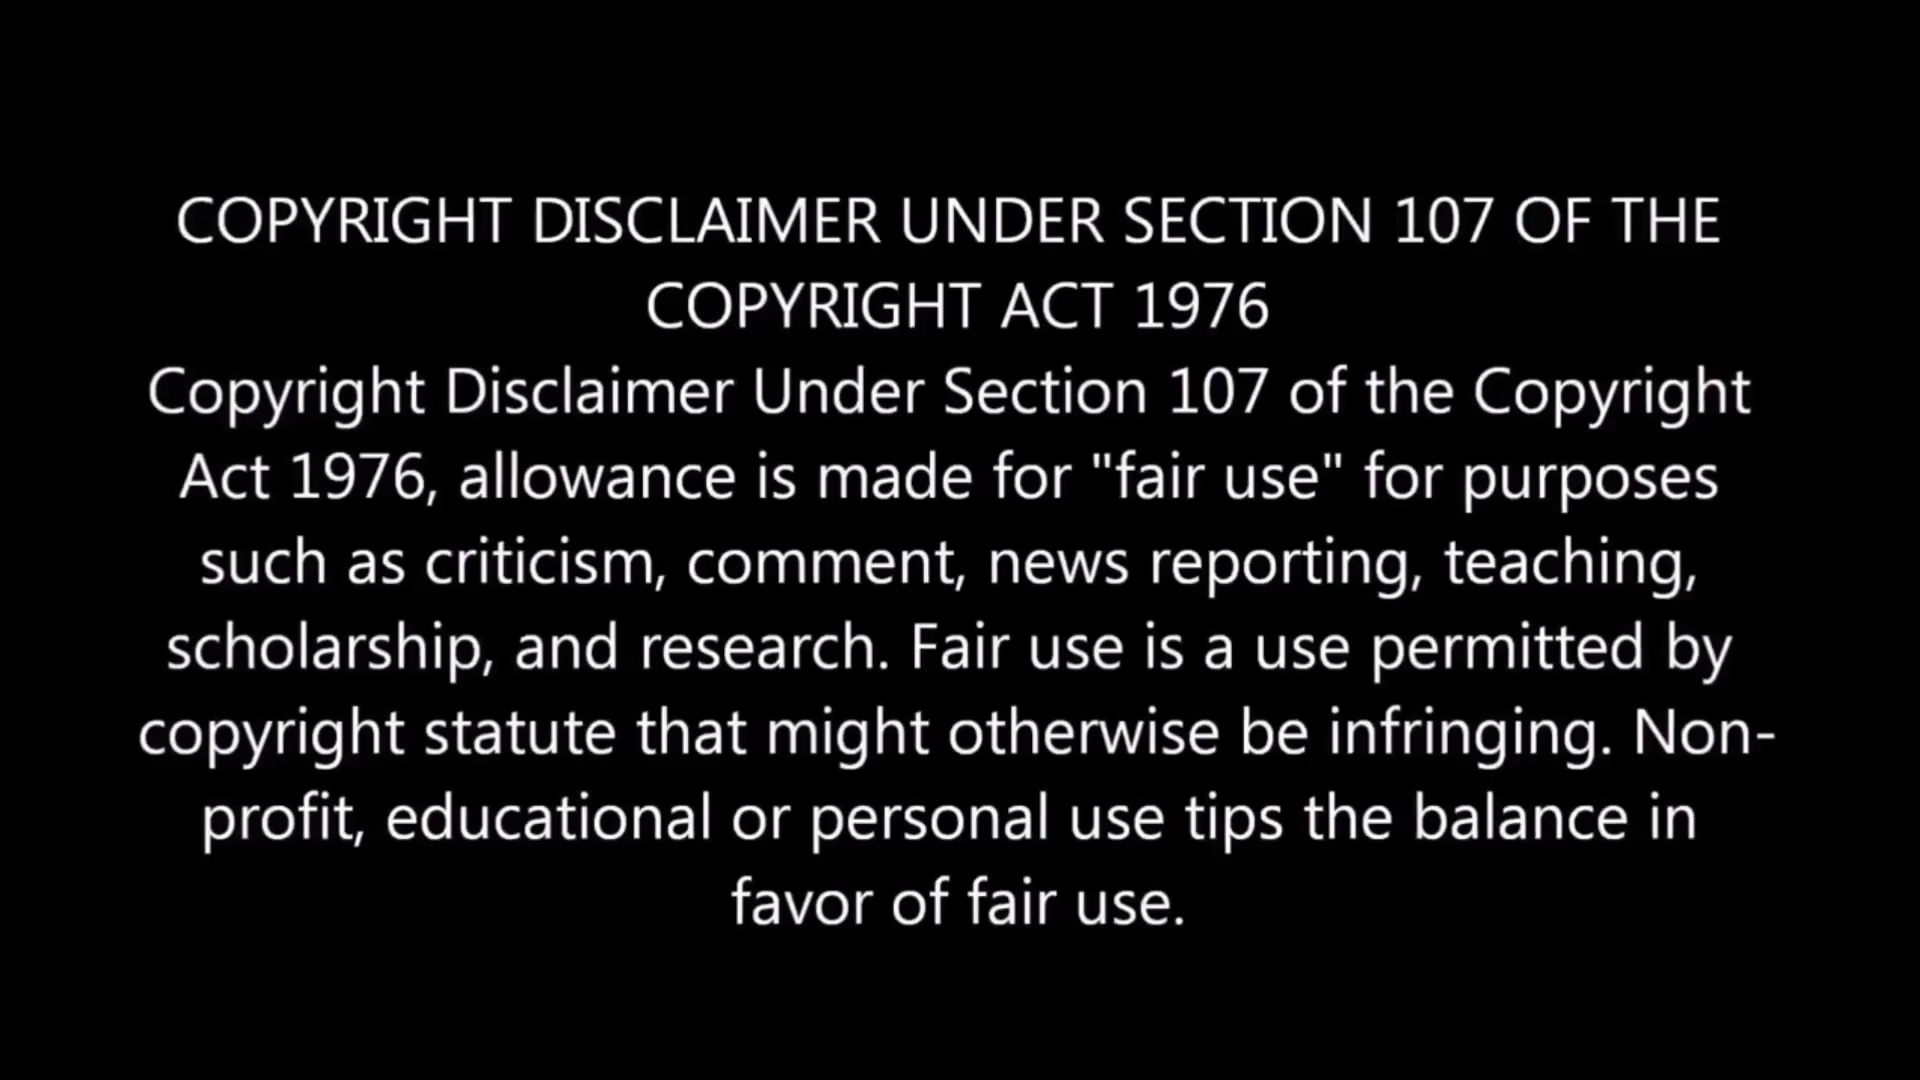 COPYRIGHT DISCLAIMER UNDER SECTION 107 OF THE
COPYRIGHT ACT 1976
Copyright Disclaimer Under Section 107 of the Copyright
Act 1976, allowance is made for "fair use" for purposes
such as criticism, comment, news reporting, teaching,
scholarship, and research. Fair use is a use permitted by
copyright statute that might otherwise be infringing. Non-
profit, educational or personal use tips the balance in
favor of fair use.